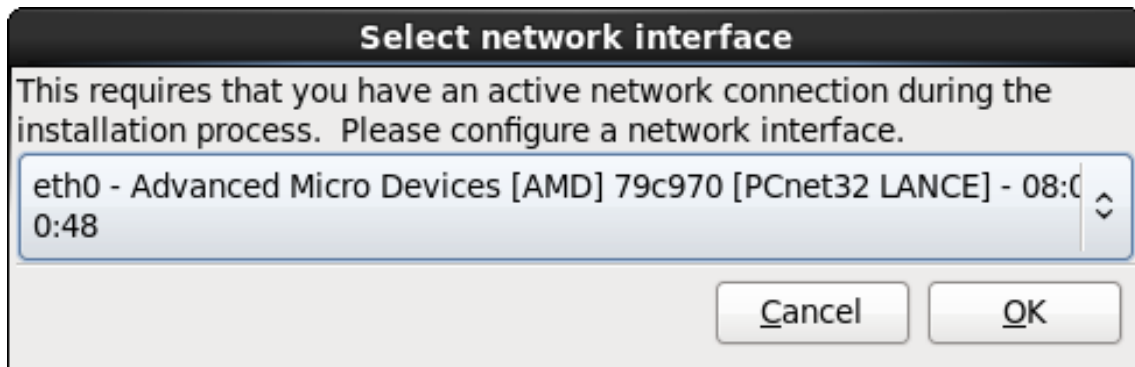 Select network interface
This requires that you have an active network connection during the
installation process.  Please configure a network interface.
eth0 - Advanced Micro Devices [AMD] 79c970 [PCnet32 LANCE] - 08:
0:48
Cancel
OK